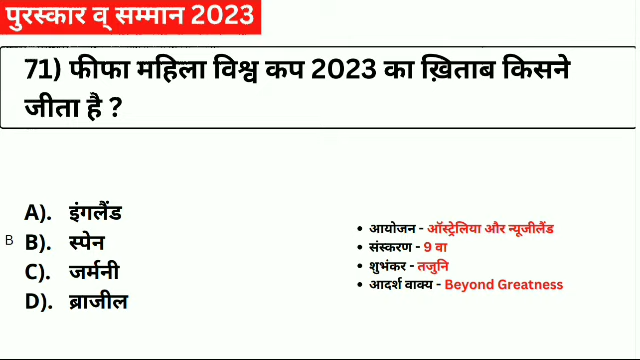 पुरस्कार व् सम्मान 2023
71) फीफा महिला विश्व कप 2023 का ख़िताब किसने
जीता है ?
A). इंगलैंड
B B). स्पेन
C). जर्मनी
D). ब्राजील
• आयोजन - ऑस्ट्रेलिया और न्यूजीलैंड
• संस्करण - 9 वा
• शुभंकर - तजुनि
• आदर्श वाक्य - Beyond Greatness